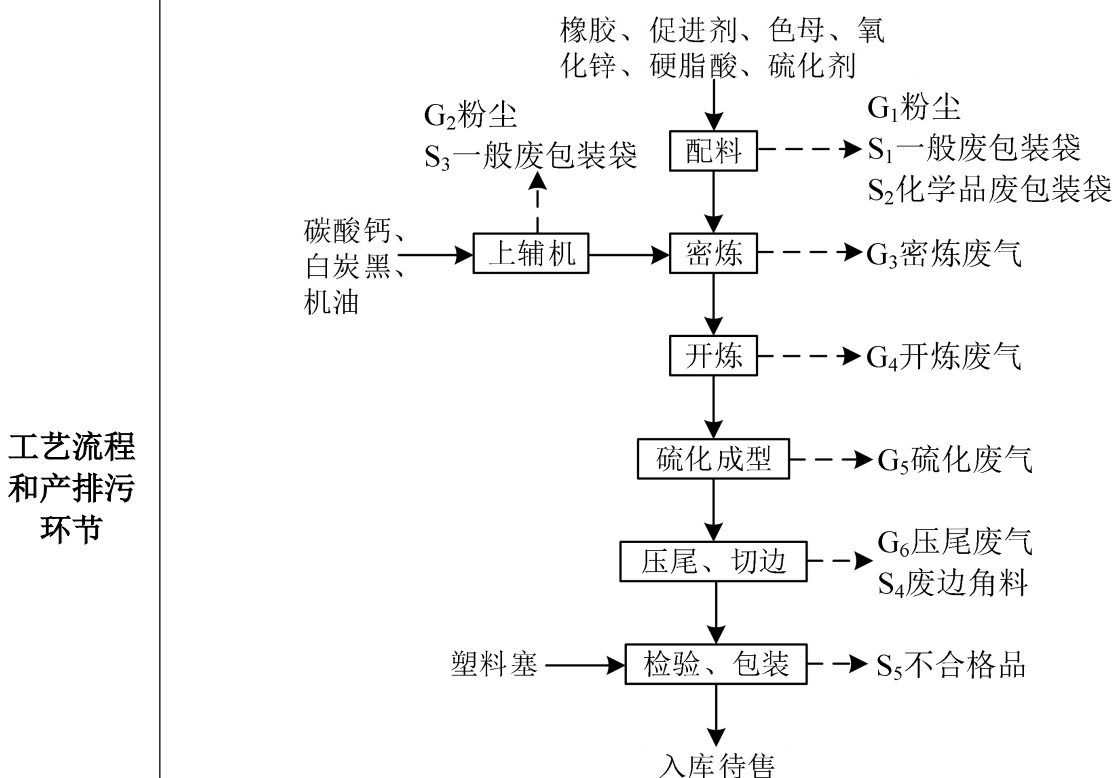 橡胶、促进剂、色母、氧
化锌、硬脂酸、硫化剂
G₂粉尘
S₃一般废包装袋
配料
G₁粉尘
S₁一般废包装袋
S₂化学品废包装袋
碳酸钙、
白炭黑、
机油
上辅机
密炼
G₃密炼废气
开炼
G₄开炼废气
工艺流程
和产排污
环节
硫化成型
G₅硫化废气
压尾、切边
G₆压尾废气
S₄废边角料
塑料塞
检验、包装
S₅不合格品
入库待售